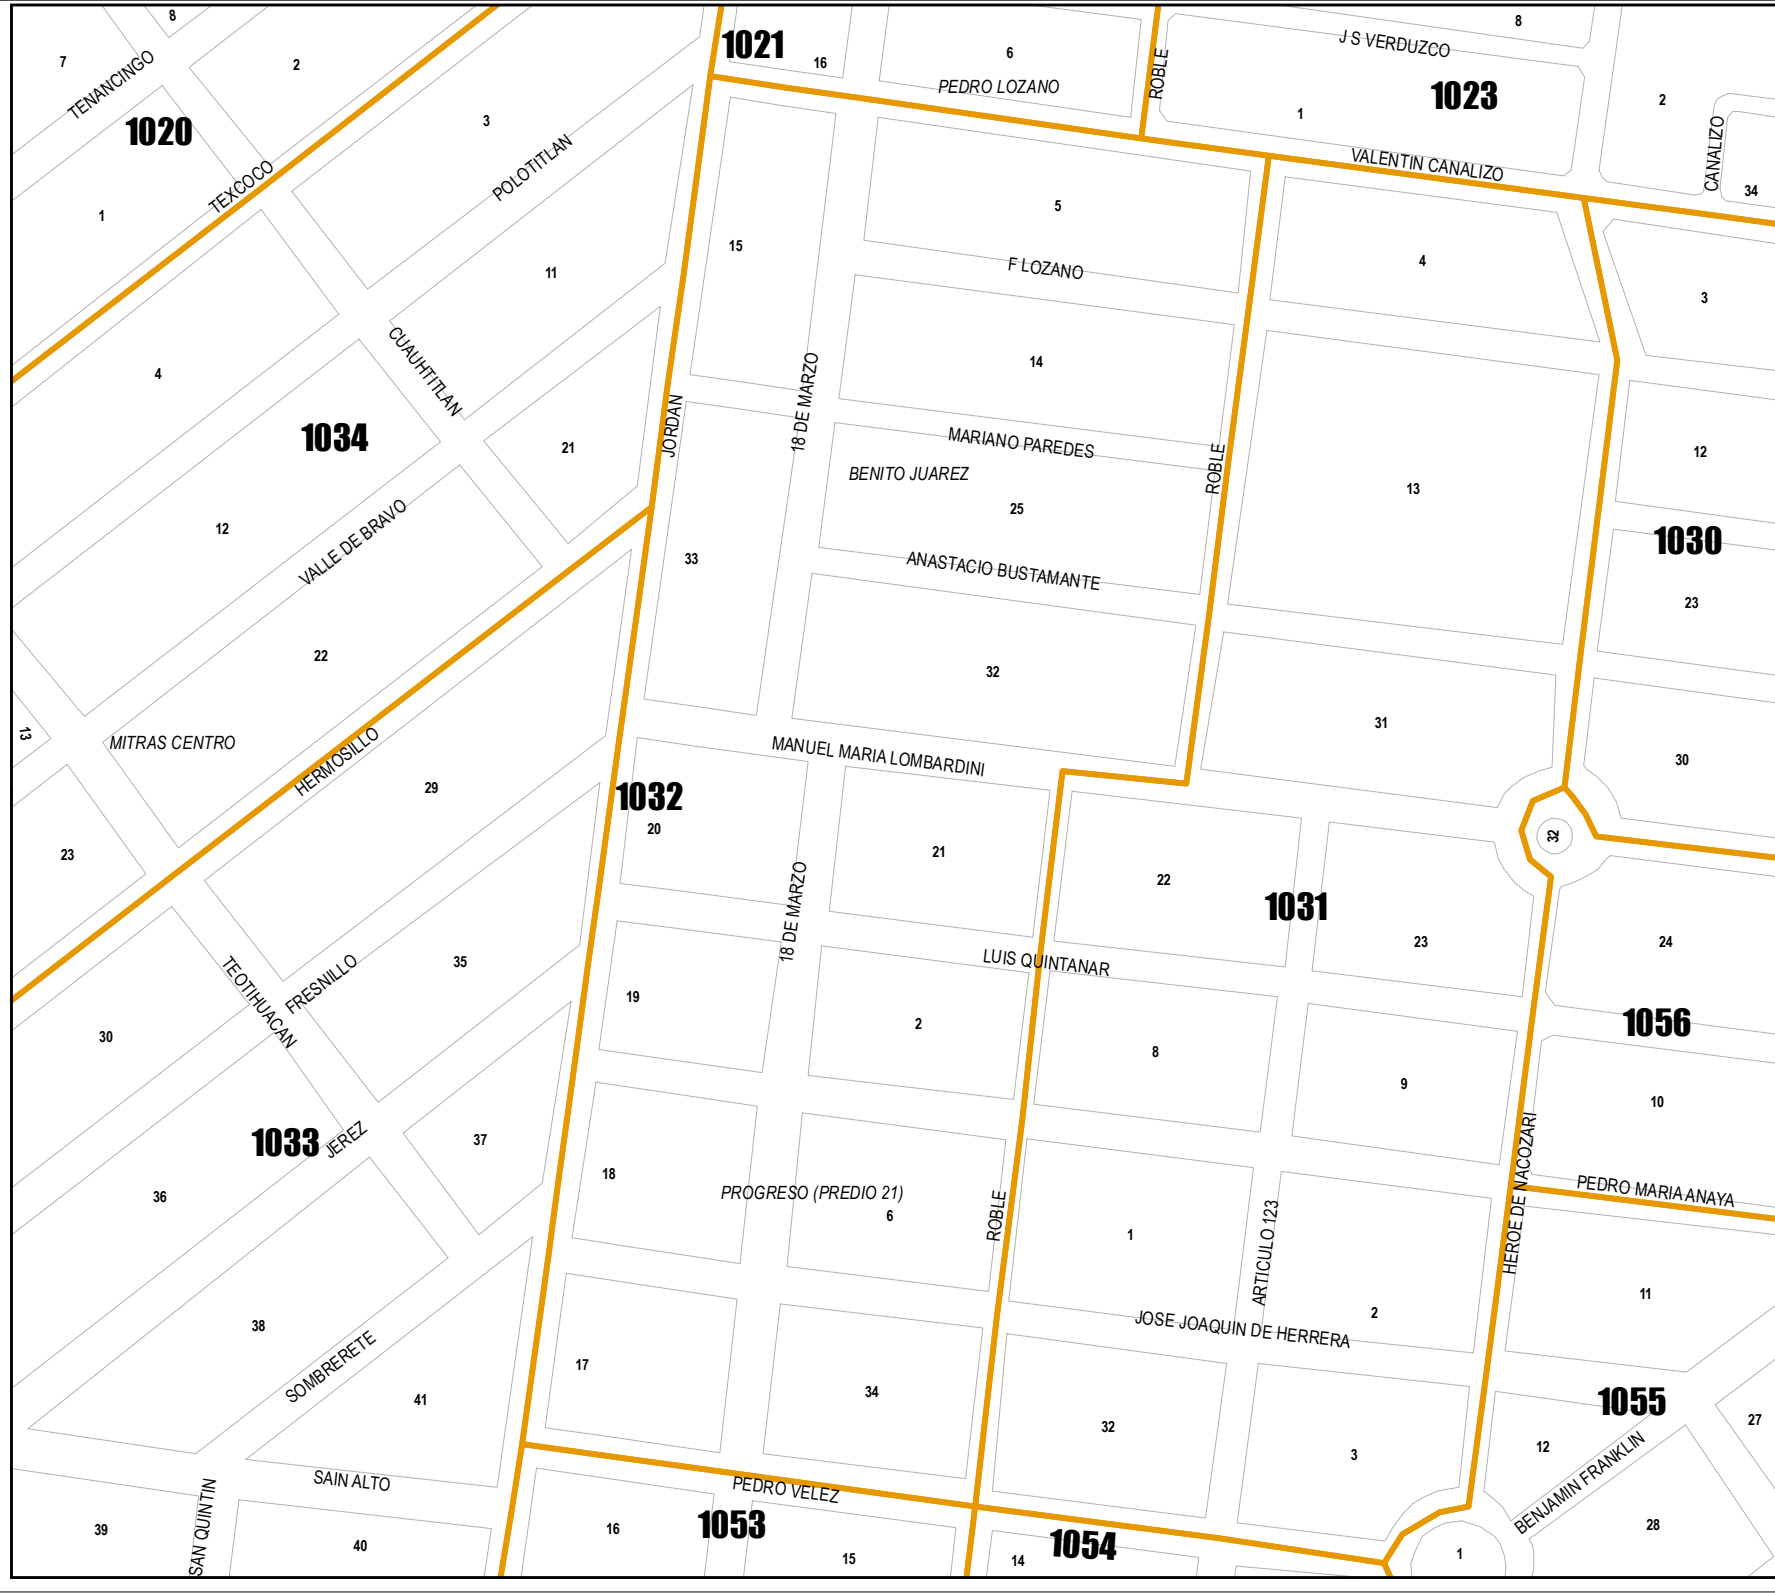 8
7
TENANCINGO
2
1020
3
TEXCOCO
1
POLOTITLAN
11
1021
16
6
PEDRO LOZANO
ROBLE
8
J S VERDUZCO
1023
1
2
VALENTIN CANALIZO
CANALIZO
34
15
5
F LOZANO
4
3
CUAUHTITLAN
4
1034
21
12
VALLE DE BRAVO
JORDAN
18 DE MARZO
14
MARIANO PAREDES
BENITO JUAREZ
25
ROBLE
13
12
1030
23
33
ANASTACIO BUSTAMANTE
32
22
13
MITRAS CENTRO
HERMOSILLO
29
23
MANUEL MARIA LOMBARDINI
31
30
1032
20
21
22
1031
32
23
24
18 DE MARZO
LUIS QUINTANAR
TEOTIHUACAN
FRESNILLO
35
30
19
2
8
9
1056
10
1033
JEREZ
37
36
18
PROGRESO (PREDIO 21)
6
ROBLE
1
ARTICULO 123
HEROE DE NACOZARI
PEDRO MARIA ANAYA
11
2
JOSE JOAQUIN DE HERRERA
38
SOMBRERETE
41
17
34
32
3
1055
12
27
BENJAMIN FRANKLIN
28
SAIN ALTO
SAN QUINTIN
39
40
PEDRO VELEZ
1053
16
15
14
1054
1